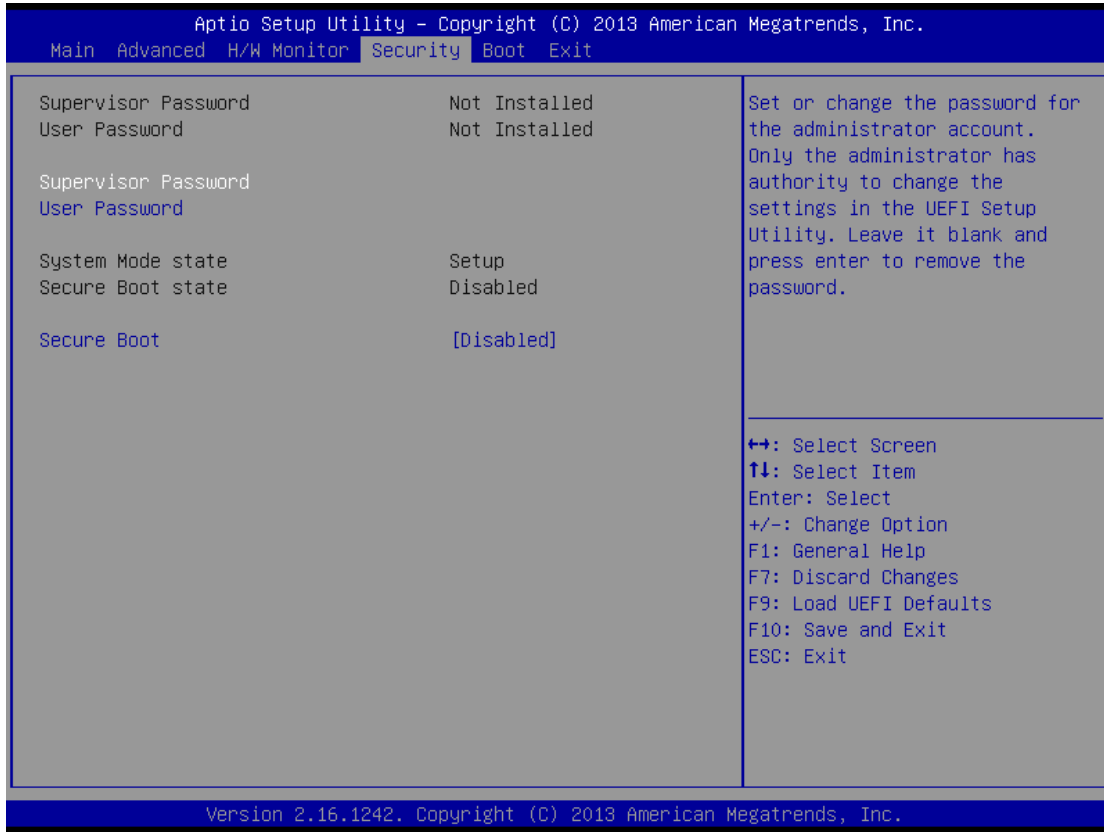 Aptio Setup Utility – Copyright (C) 2013 American Megatrends, Inc.
Main Advanced H/W Monitor Security Boot Exit
Supervisor Password Not Installed
User Password Not Installed
Supervisor Password
User Password
System Mode state Setup
Secure Boot state Disabled
Secure Boot [Disabled]
Set or change the password for
the administrator account.
Only the administrator has
authority to change the
settings in the UEFI Setup
Utility. Leave it blank and
press enter to remove the
password.
↔: Select Screen
↑↓: Select Item
Enter: Select
+/-: Change Option
F1: General Help
F7: Discard Changes
F9: Load UEFI Defaults
F10: Save and Exit
ESC: Exit
Version 2.16.1242. Copyright (C) 2013 American Megatrends, Inc.